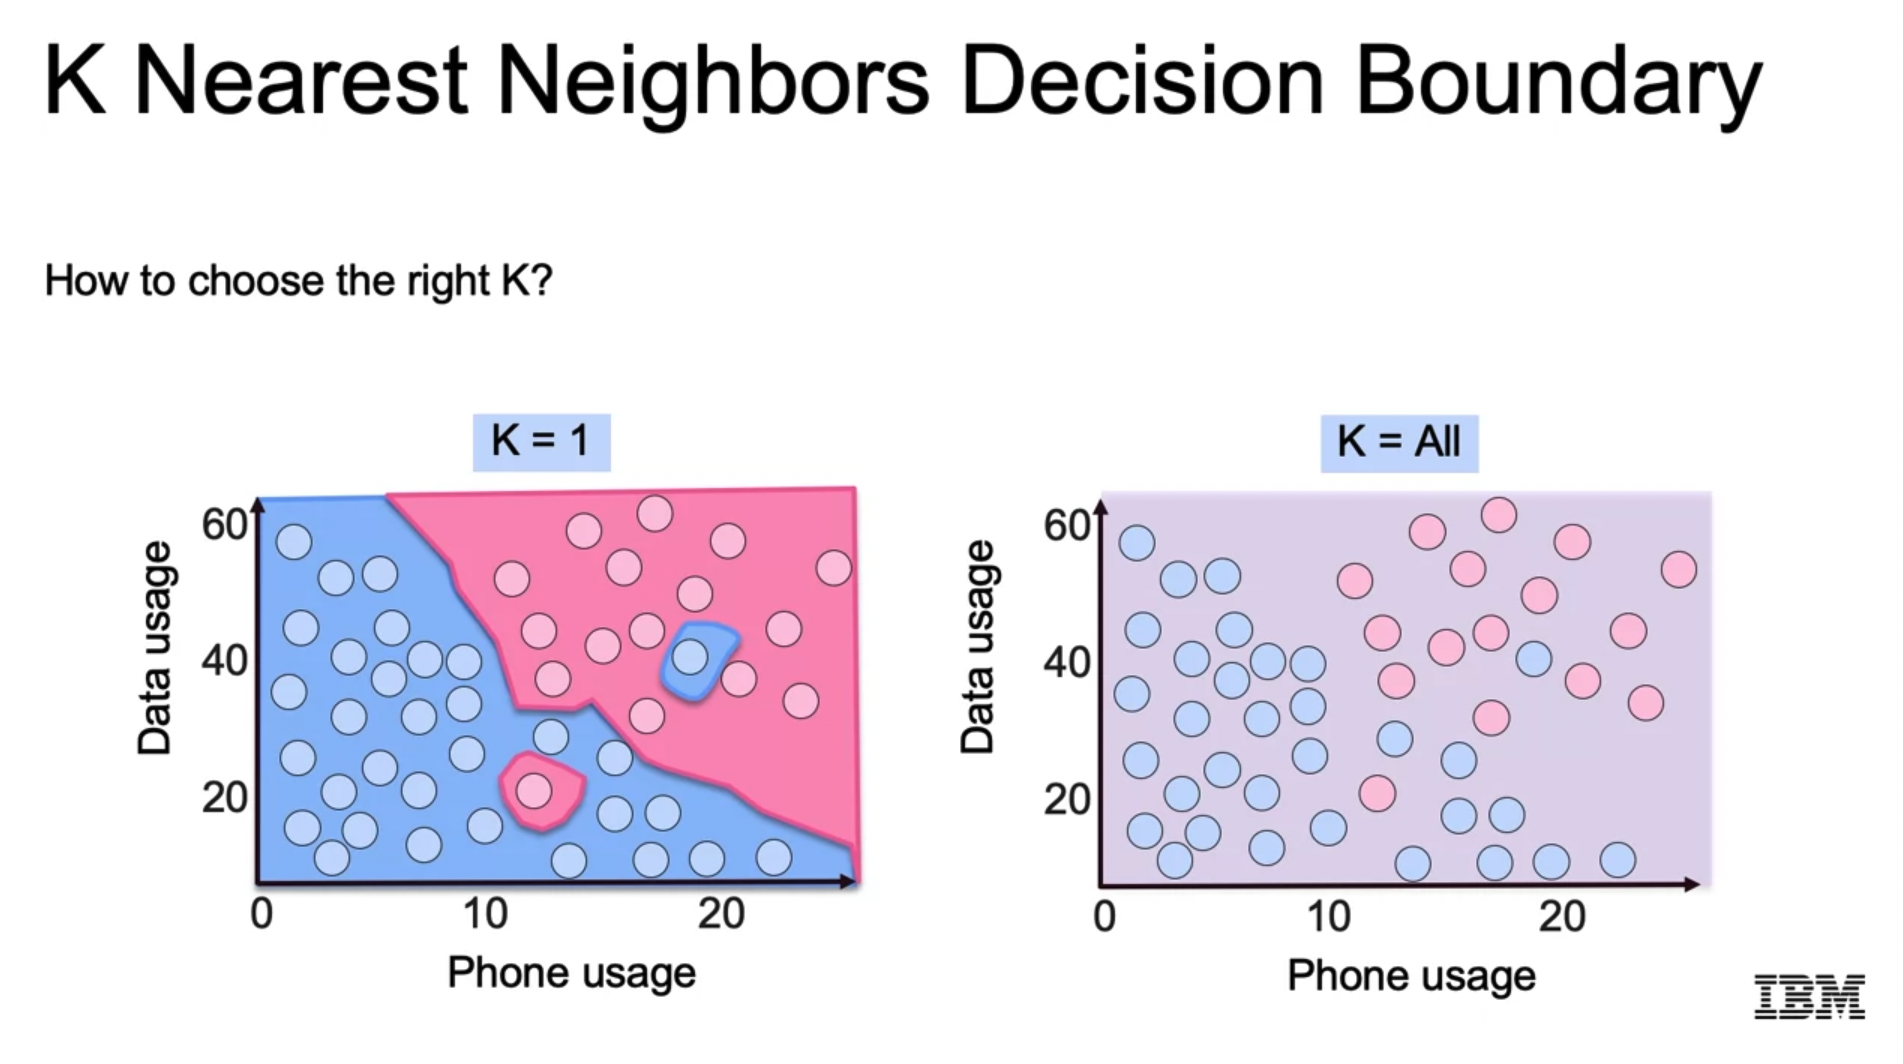 K Nearest Neighbors Decision Boundary
How to choose the right K?
K = 1
60
40
20
Data usage
0 10 20
Phone usage
K = All
60
40
20
Data usage
0 10 20
Phone usage
IBM